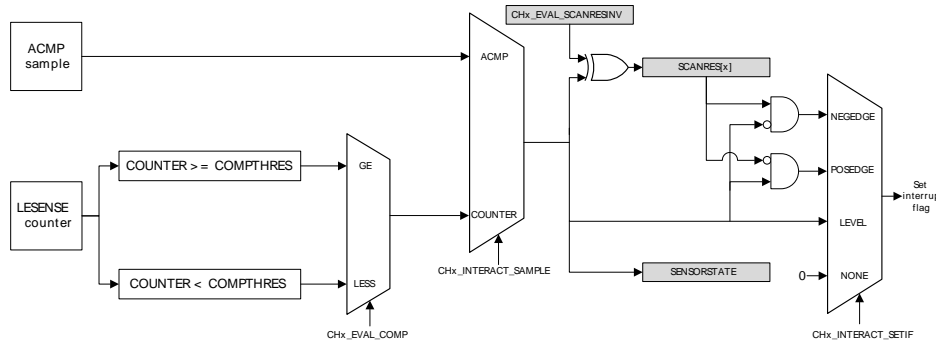 CHx_EVAL_SCANRESINV
ACMP
sample
ACMP
SCANRES[x]
NEGEDGE
COUNTER >= COMPTHRES
GE
POSEDGE
Set
interrup
flag
LESENSE
counter
COUNTER
LEVEL
CHx_INTERACT_SAMPLE
SENSORSTATE
0
NONE
COUNTER < COMPTHRES
LESS
CHx_EVAL_COMP
CHx_INTERACT_SETIF